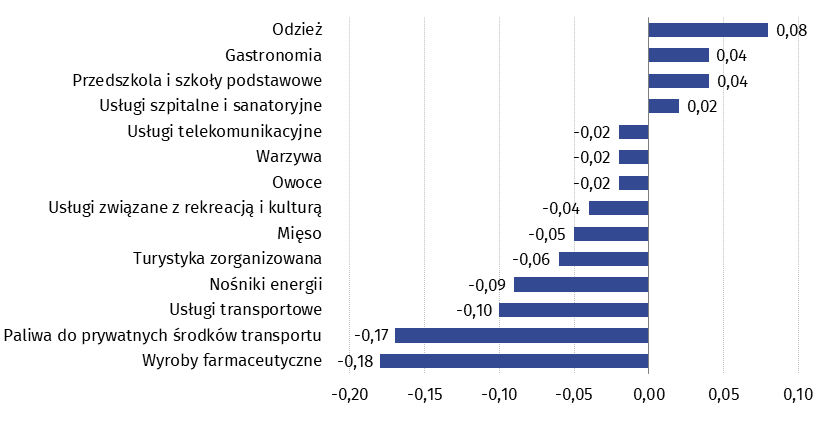 Odzież 0,08
Gastronomia 0,04
Przedszkola i szkoły podstawowe 0,04
Usługi szpitalne i sanatoryjne 0,02
Usługi telekomunikacyjne -0,02
Warzywa -0,02
Owoce -0,02
Usługi związane z rekreacją i kulturą -0,04
Mięso -0,05
Turystyka zorganizowana -0,06
Nośniki energii -0,09
Usługi transportowe -0,10
Paliwa do prywatnych środków transportu -0,17
Wyroby farmaceutyczne -0,18
-0,20 -0,15 -0,10 -0,05 0,00 0,05 0,10